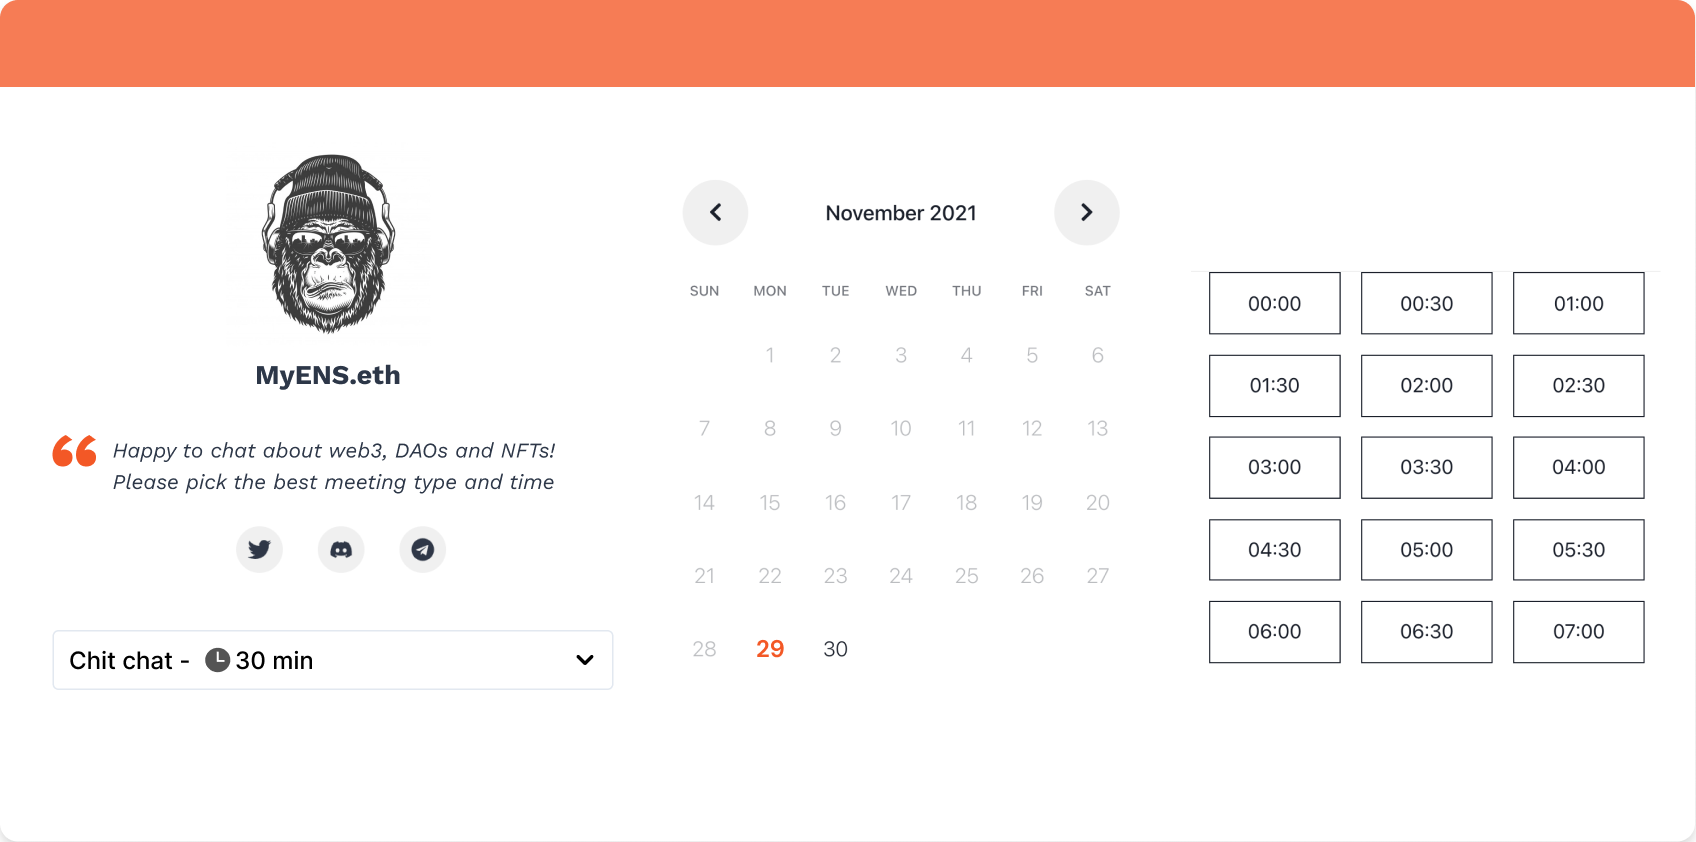 MyENS.eth
Happy to chat about web3, DAOs and NFTs!
Please pick the best meeting type and time
Chit chat - 30 min
November 2021
SUN MON TUE WED THU FRI SAT
1 2 3 4 5 6
7 8 9 10 11 12 13
14 15 16 17 18 19 20
21 22 23 24 25 26 27
28 29 30
00:00 00:30 01:00
01:30 02:00 02:30
03:00 03:30 04:00
04:30 05:00 05:30
06:00 06:30 07:00